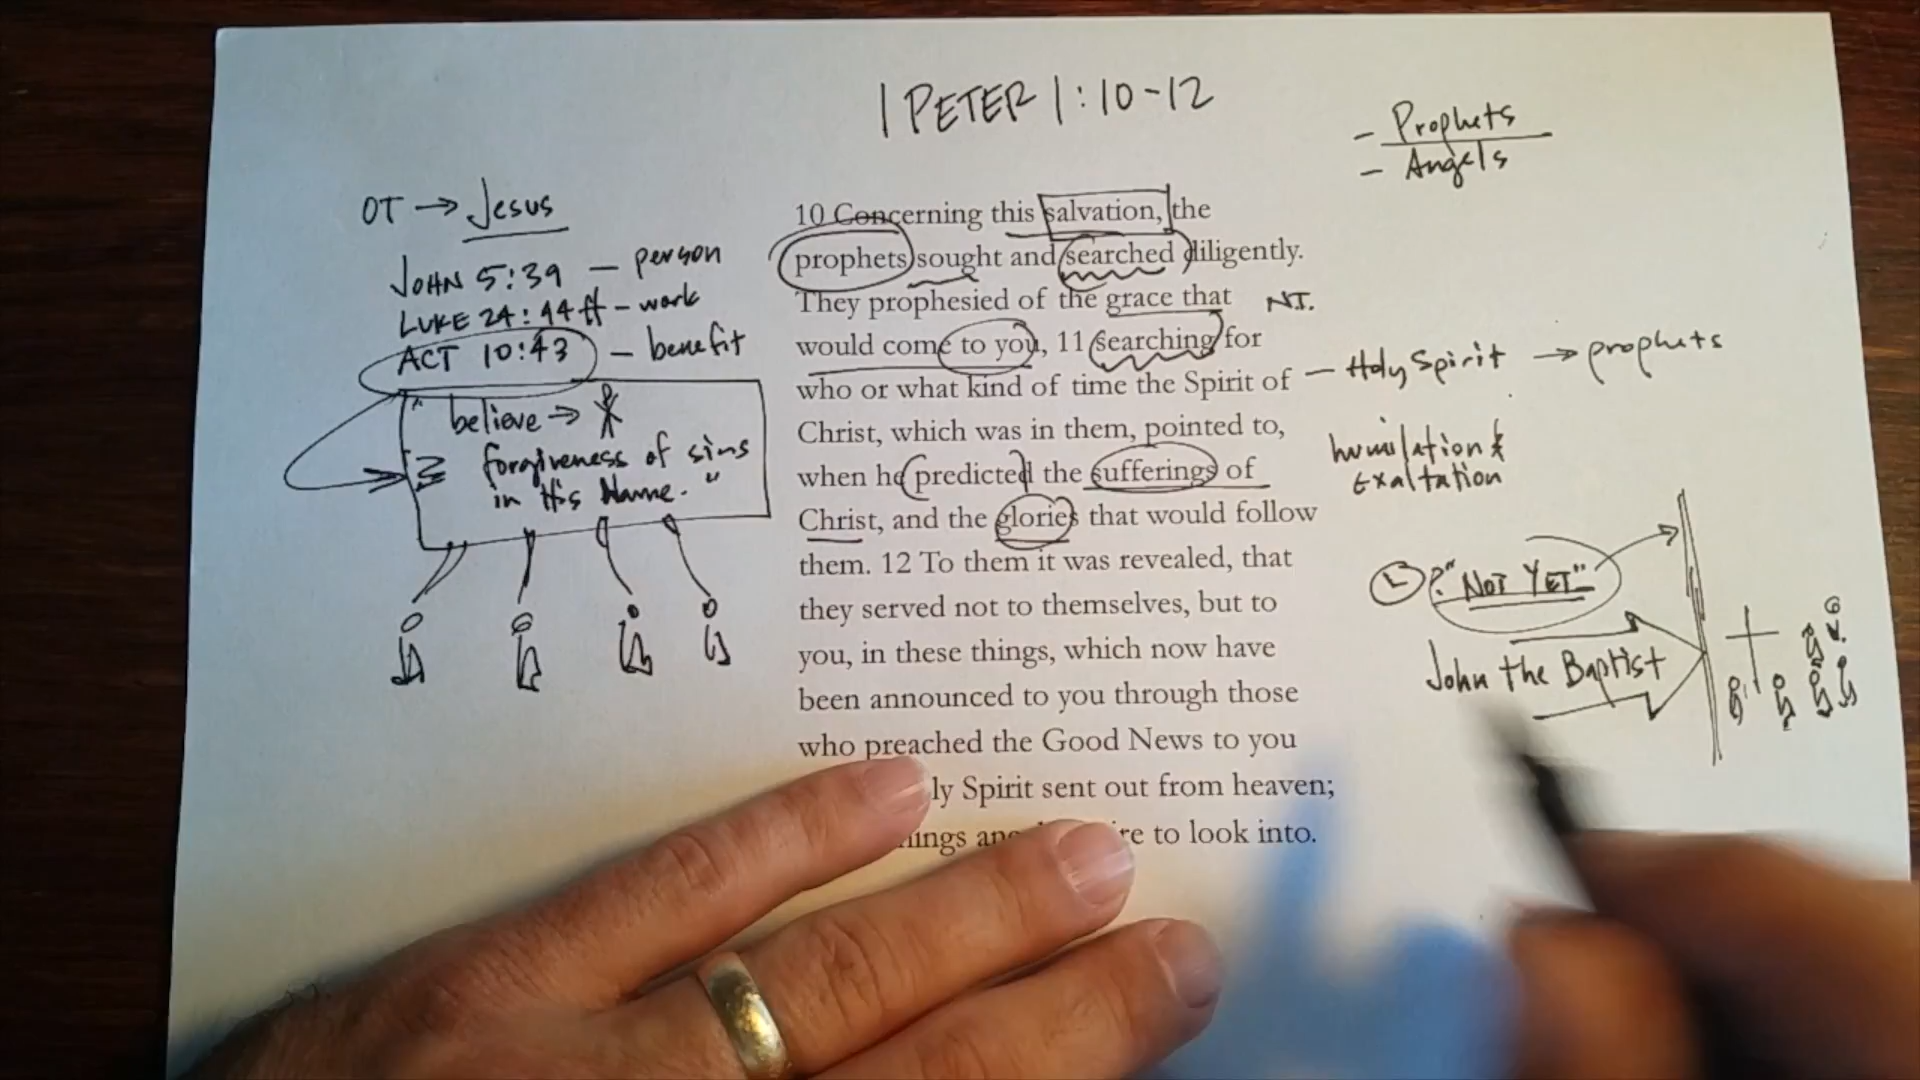 1 PETER 1:10-12
- Prophets
- Angels
OT → Jesus
JOHN 5:39 — person
LUKE 24:44ff - work
ACT 10:43 — benefit
" believe →
forgiveness of sins
in His Name. "
10 Concerning this salvation, the
prophets sought and searched diligently.
They prophesied of the grace that
would come to you, 11 searching for
who or what kind of time the Spirit of
Christ, which was in them, pointed to,
when he predicted the sufferings of
Christ, and the glories that would follow
them. 12 To them it was revealed, that
they served not to themselves, but to
you, in these things, which now have
been announced to you through those
who preached the Good News to you
ly Spirit sent out from heaven;
to look into.
N.T.
— Holy Spirit → prophets
humilation &
Exaltation
? "NOT YET"
John the Baptist